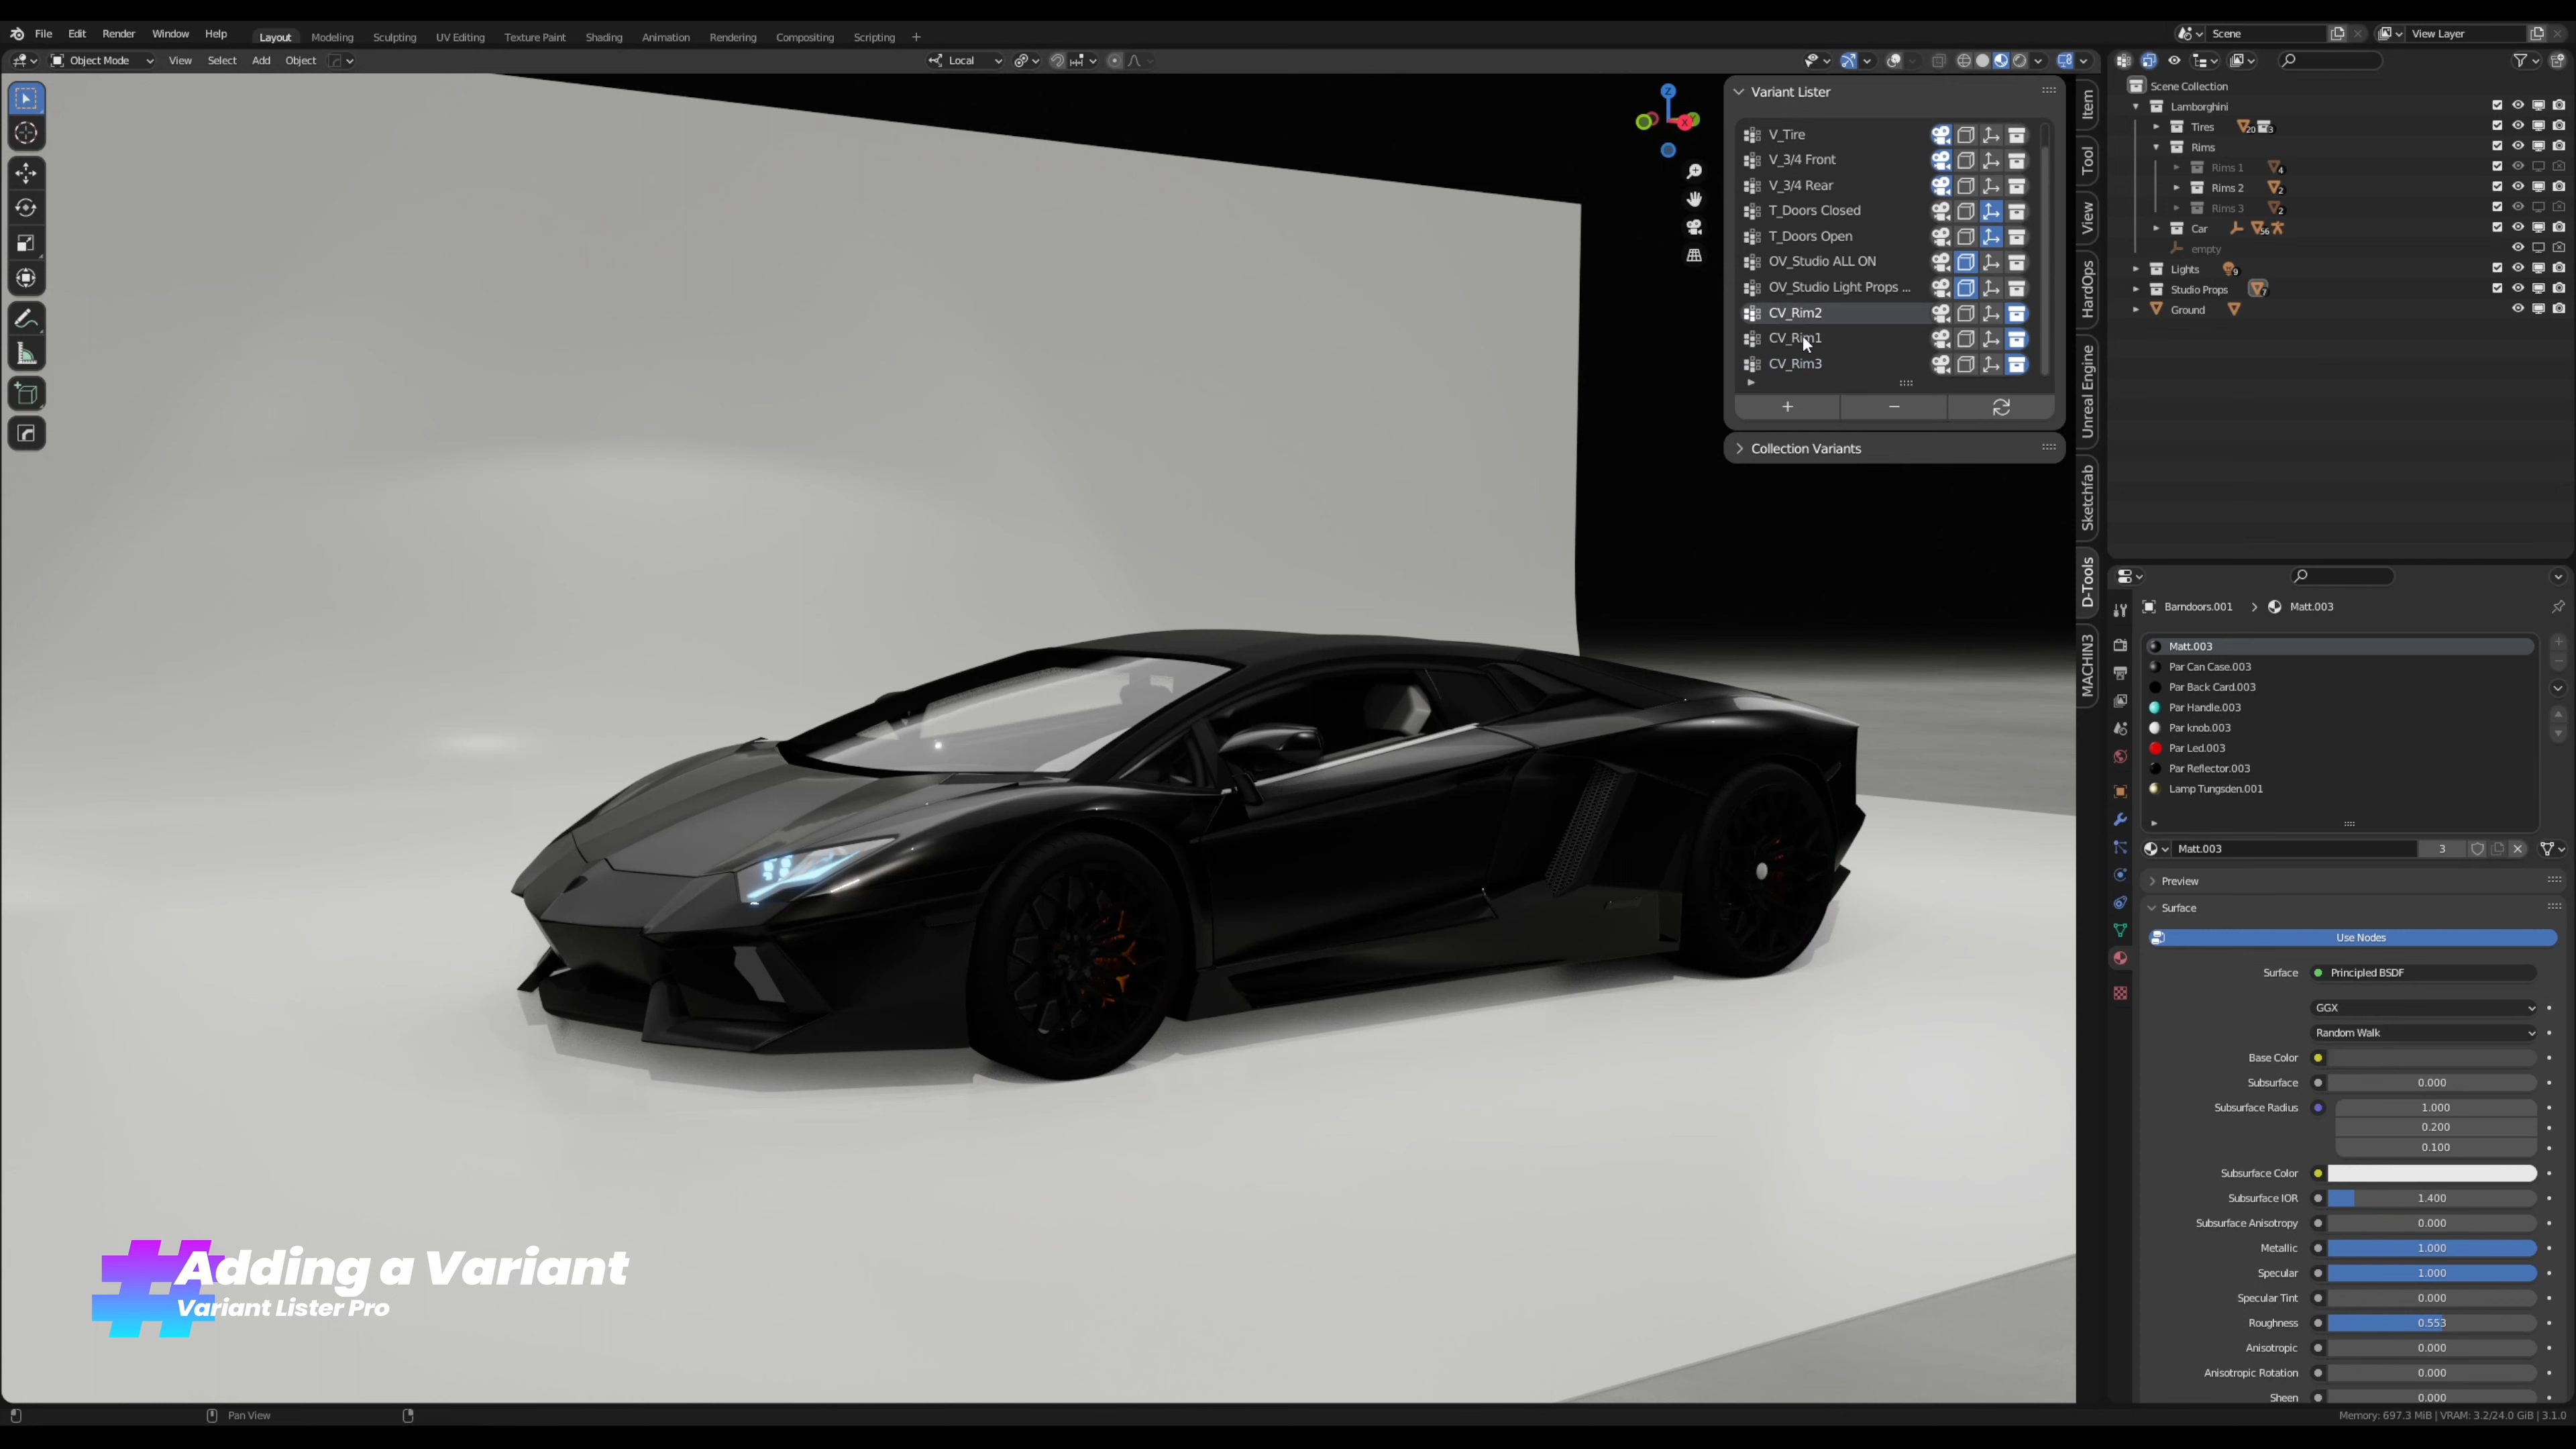 File Edit Render Window Help Layout Modeling Sculpting UV Editing Texture Paint Shading Animation Rendering Compositing Scripting + Scene View Layer
Object Mode View Select Add Object Local
Variant Lister
V_Tire
V_3/4 Front
V_3/4 Rear
T_Doors Closed
T_Doors Open
OV_Studio ALL ON
OV_Studio Light Props ...
CV_Rim2
CV_Rim1
CV_Rim3
+ −
Collection Variants
Z
X
Item
Tool
View
HardOps
Unreal Engine
Sketchfab
D-Tools
MACHIN3
Scene Collection
Lamborghini
Tires 20 3
Rims
Rims 1 4
Rims 2 2
Rims 3 2
Car 56
empty
Lights 9
Studio Props 7
Ground
Barndoors.001 > Matt.003
Matt.003
Par Can Case.003
Par Back Card.003
Par Handle.003
Par knob.003
Par Led.003
Par Reflector.003
Lamp Tungsden.001
Matt.003 3
Preview
Surface
Use Nodes
Surface Principled BSDF
GGX
Random Walk
Base Color
Subsurface 0.000
Subsurface Radius 1.000
0.200
0.100
Subsurface Color
Subsurface IOR 1.400
Subsurface Anisotropy 0.000
Metallic 1.000
Specular 1.000
Specular Tint 0.000
Roughness 0.553
Anisotropic 0.000
Anisotropic Rotation 0.000
Sheen 0.000
#Adding a Variant
Variant Lister Pro
Pan View
Memory: 697.3 MiB | VRAM: 3.2/24.0 GiB | 3.1.0